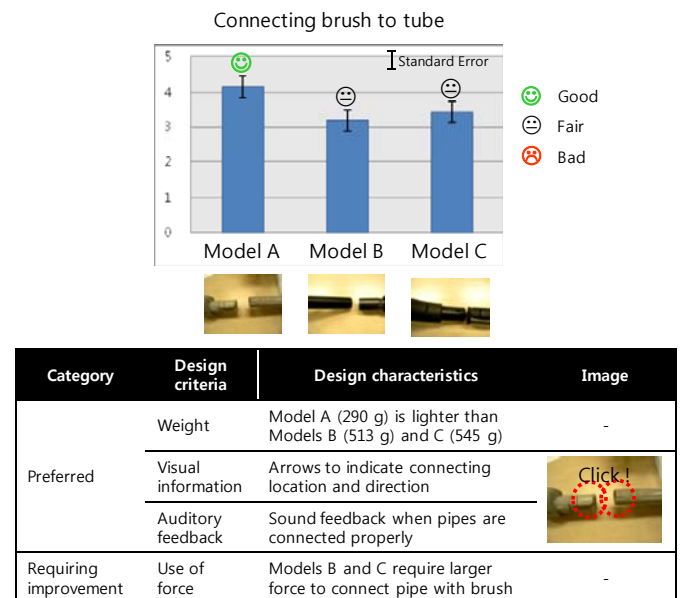 Connecting brush to tube
5
Standard Error
4
3
2
1
0
Good
Fair
Bad
Model A Model B Model C
Category Design criteria Design characteristics Image
Preferred
Weight
Model A (290 g) is lighter than
Models B (513 g) and C (545 g)
-
Visual
information
Arrows to indicate connecting
location and direction
Click !
Auditory
feedback
Sound feedback when pipes are
connected properly
Requiring
improvement
Use of
force
Models B and C require larger
force to connect pipe with brush
-